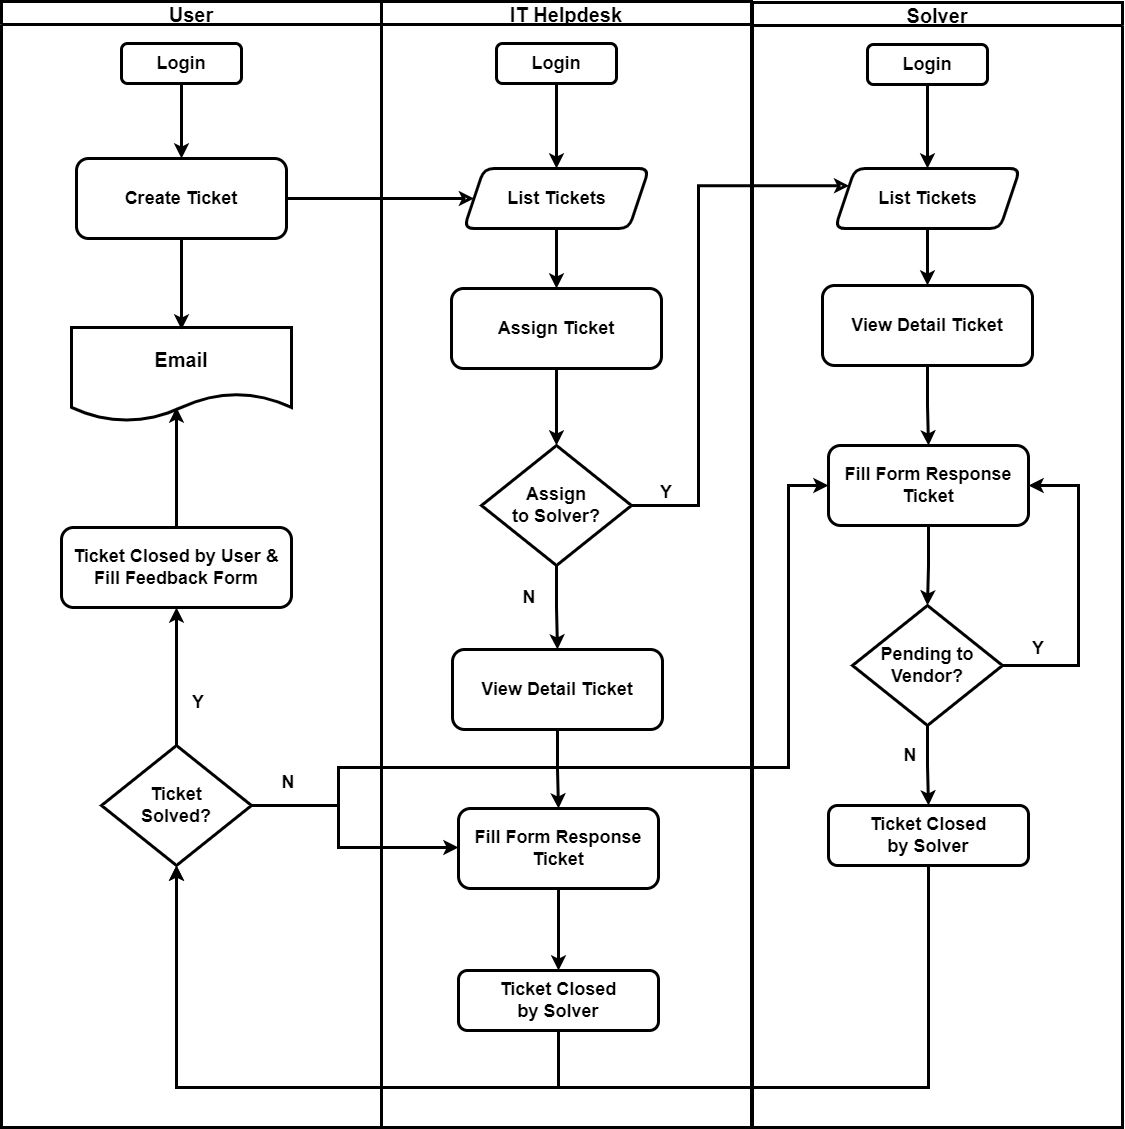 User
IT Helpdesk
Solver
Login
Login
Login
Create Ticket
List Tickets
List Tickets
Assign Ticket
View Detail Ticket
Email
Assign
to Solver?
Y
N
Fill Form Response
Ticket
Ticket Closed by User &
Fill Feedback Form
Pending to
Vendor?
Y
N
View Detail Ticket
Y
Ticket
Solved?
N
Fill Form Response
Ticket
Ticket Closed
by Solver
Ticket Closed
by Solver